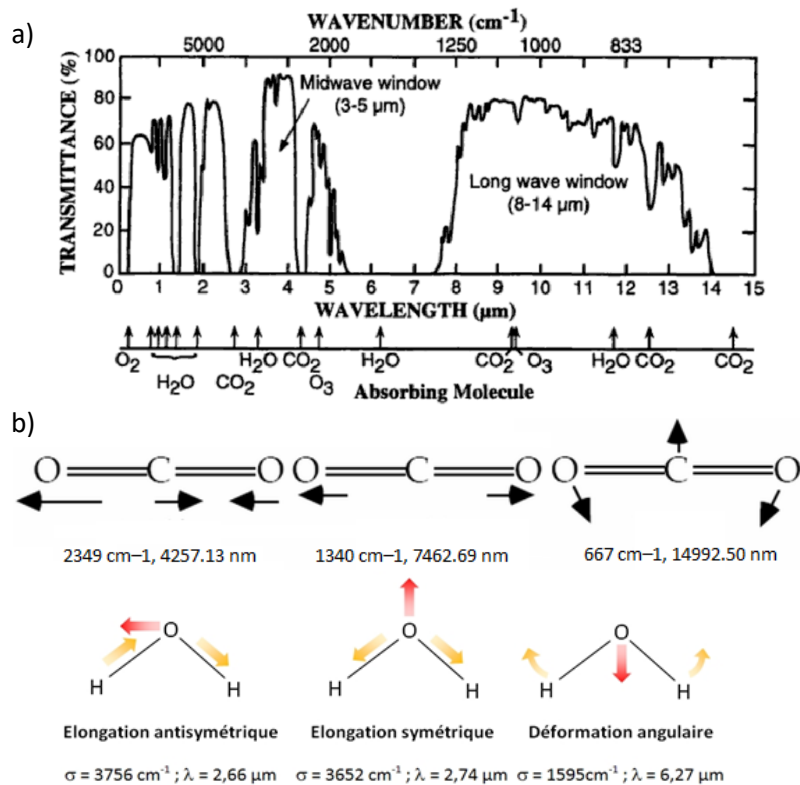 a)
WAVENUMBER (cm-1)
5000 2000 1250 1000 833
TRANSMITTANCE (%)
100
80
60
40
20
0
Midwave window
(3-5 µm)
Long wave window
(8-14 µm)
0 1 2 3 4 5 6 7 8 9 10 11 12 13 14 15
WAVELENGTH (µm)
O2 H2O CO2 H2O CO2 O3 H2O CO2 O3 H2O CO2 CO2
Absorbing Molecule
b)
O C O O C O O C O
2349 cm–1, 4257.13 nm 1340 cm–1, 7462.69 nm 667 cm–1, 14992.50 nm
O O O
H H H H H H
Elongation antisymétrique Elongation symétrique Déformation angulaire
σ = 3756 cm-1 ; λ = 2,66 µm σ = 3652 cm-1 ; λ = 2,74 µm σ = 1595cm-1 ; λ = 6,27 µm